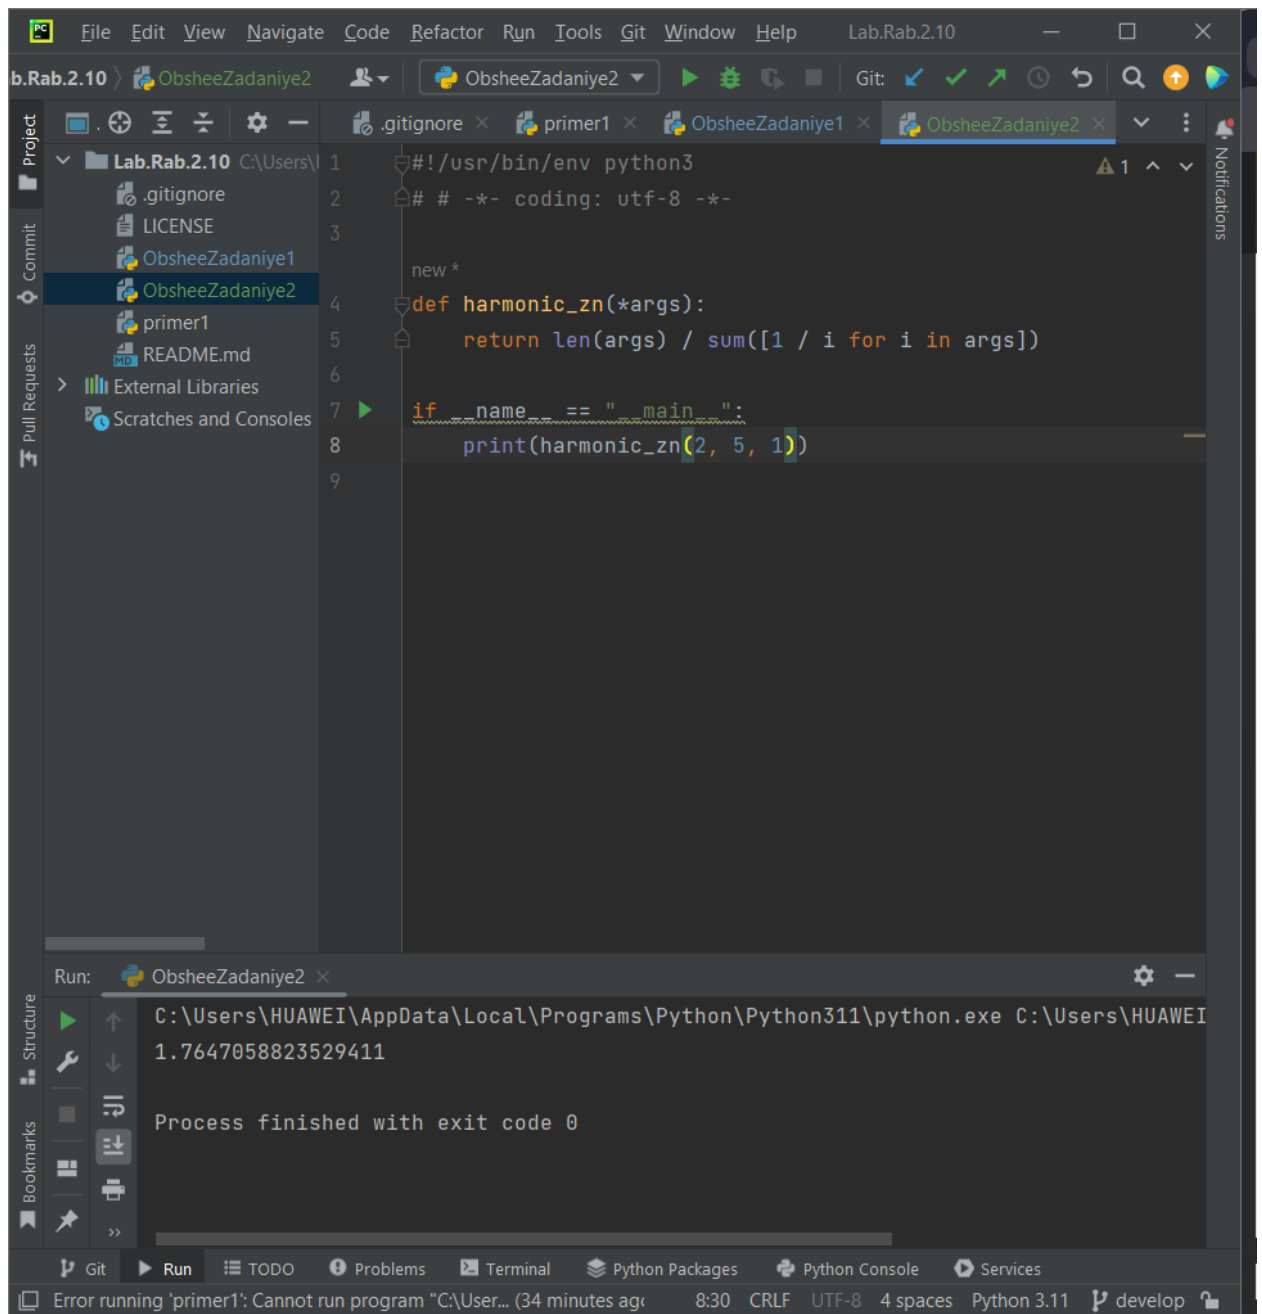 PC File Edit View Navigate Code Refactor Run Tools Git Window Help Lab.Rab.2.10
b.Rab.2.10 ObsheeZadaniye2 ObsheeZadaniye2 Git:
.gitignore primer1 ObsheeZadaniye1 ObsheeZadaniye2
Project
Commit
Pull Requests
Lab.Rab.2.10 C:\Users\
.gitignore
LICENSE
ObsheeZadaniye1
ObsheeZadaniye2
primer1
MD README.md
External Libraries
Scratches and Consoles
1 #!/usr/bin/env python3
2 # # -*- coding: utf-8 -*-
3
new *
4 def harmonic_zn(*args):
5 return len(args) / sum([1 / i for i in args])
6
7 if __name__ == "__main__":
8 print(harmonic_zn(2, 5, 1))
9
1
Notifications
Run: ObsheeZadaniye2
Structure
Bookmarks
C:\Users\HUAWEI\AppData\Local\Programs\Python\Python311\python.exe C:\Users\HUAWEI
1.7647058823529411
Process finished with exit code 0
Git Run TODO Problems Terminal Python Packages Python Console Services
Error running 'primer1': Cannot run program "C:\User... (34 minutes ago 8:30 CRLF UTF-8 4 spaces Python 3.11 develop